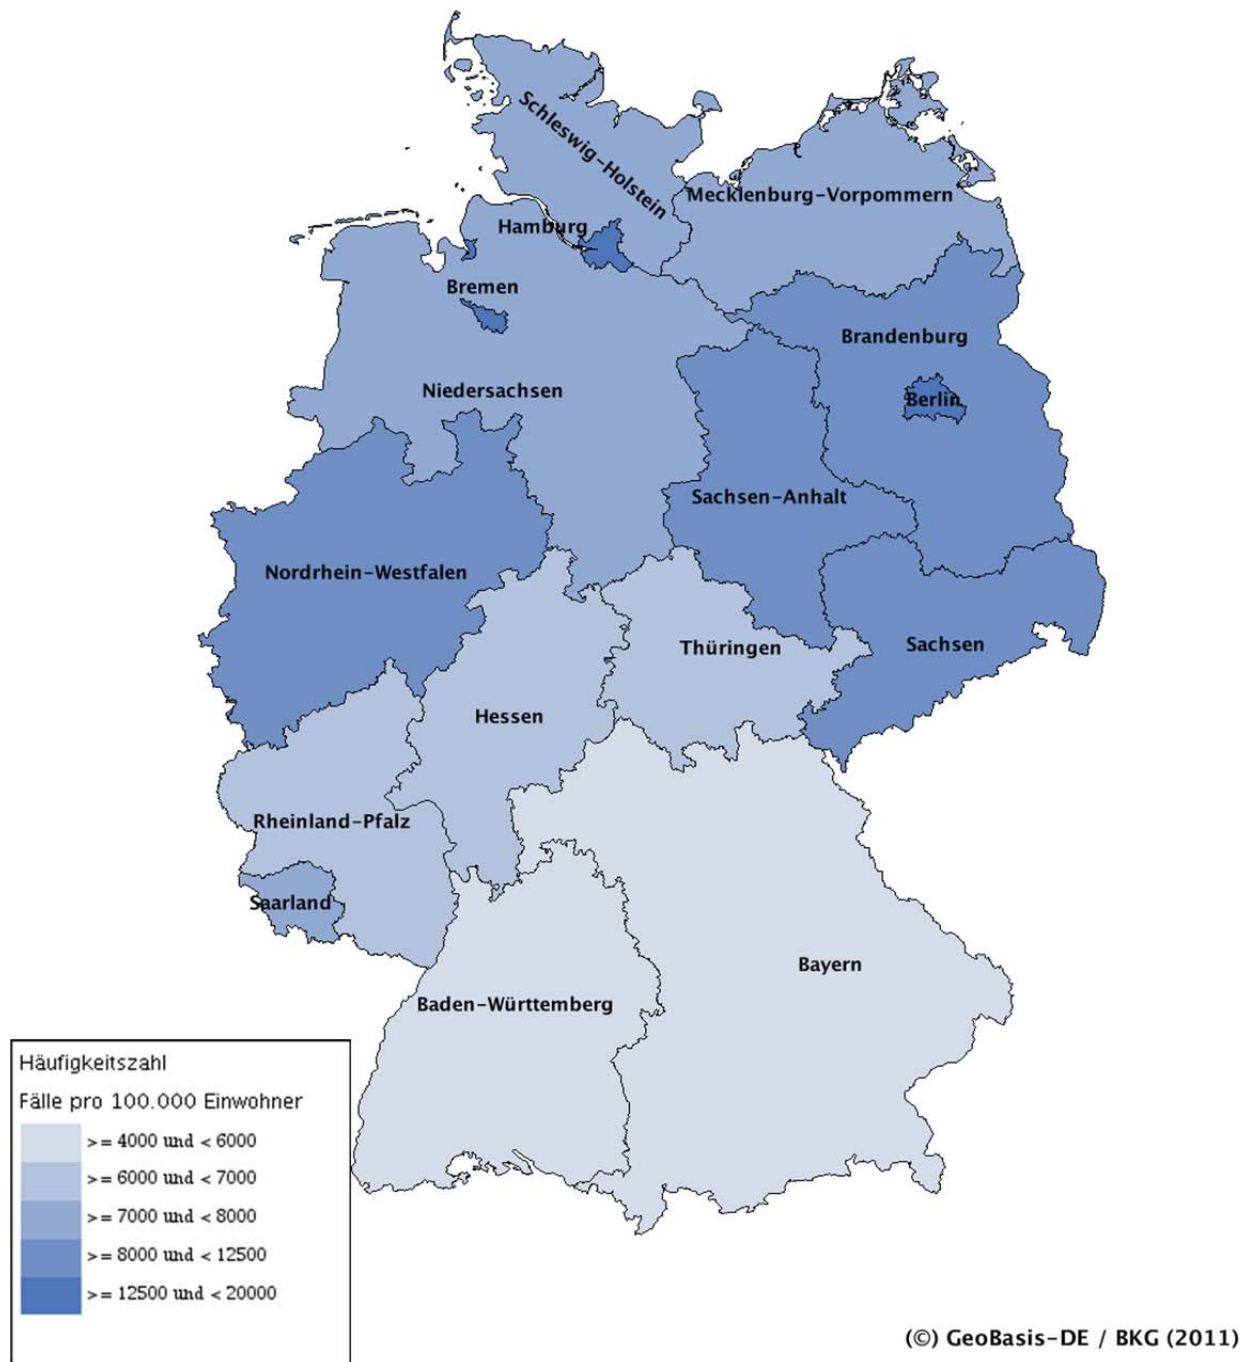 Schleswig-Holstein
Mecklenburg-Vorpommern
Hamburg
Bremen
Brandenburg
Niedersachsen
Berlin
Sachsen-Anhalt
Nordrhein-Westfalen
Thüringen
Sachsen
Hessen
Rheinland-Pfalz
Saarland
Bayern
Baden-Württemberg
Häufigkeitszahl
Fälle pro 100.000 Einwohner
>= 4000 und < 6000
>= 6000 und < 7000
>= 7000 und < 8000
>= 8000 und < 12500
>= 12500 und < 20000
(©) GeoBasis-DE / BKG (2011)